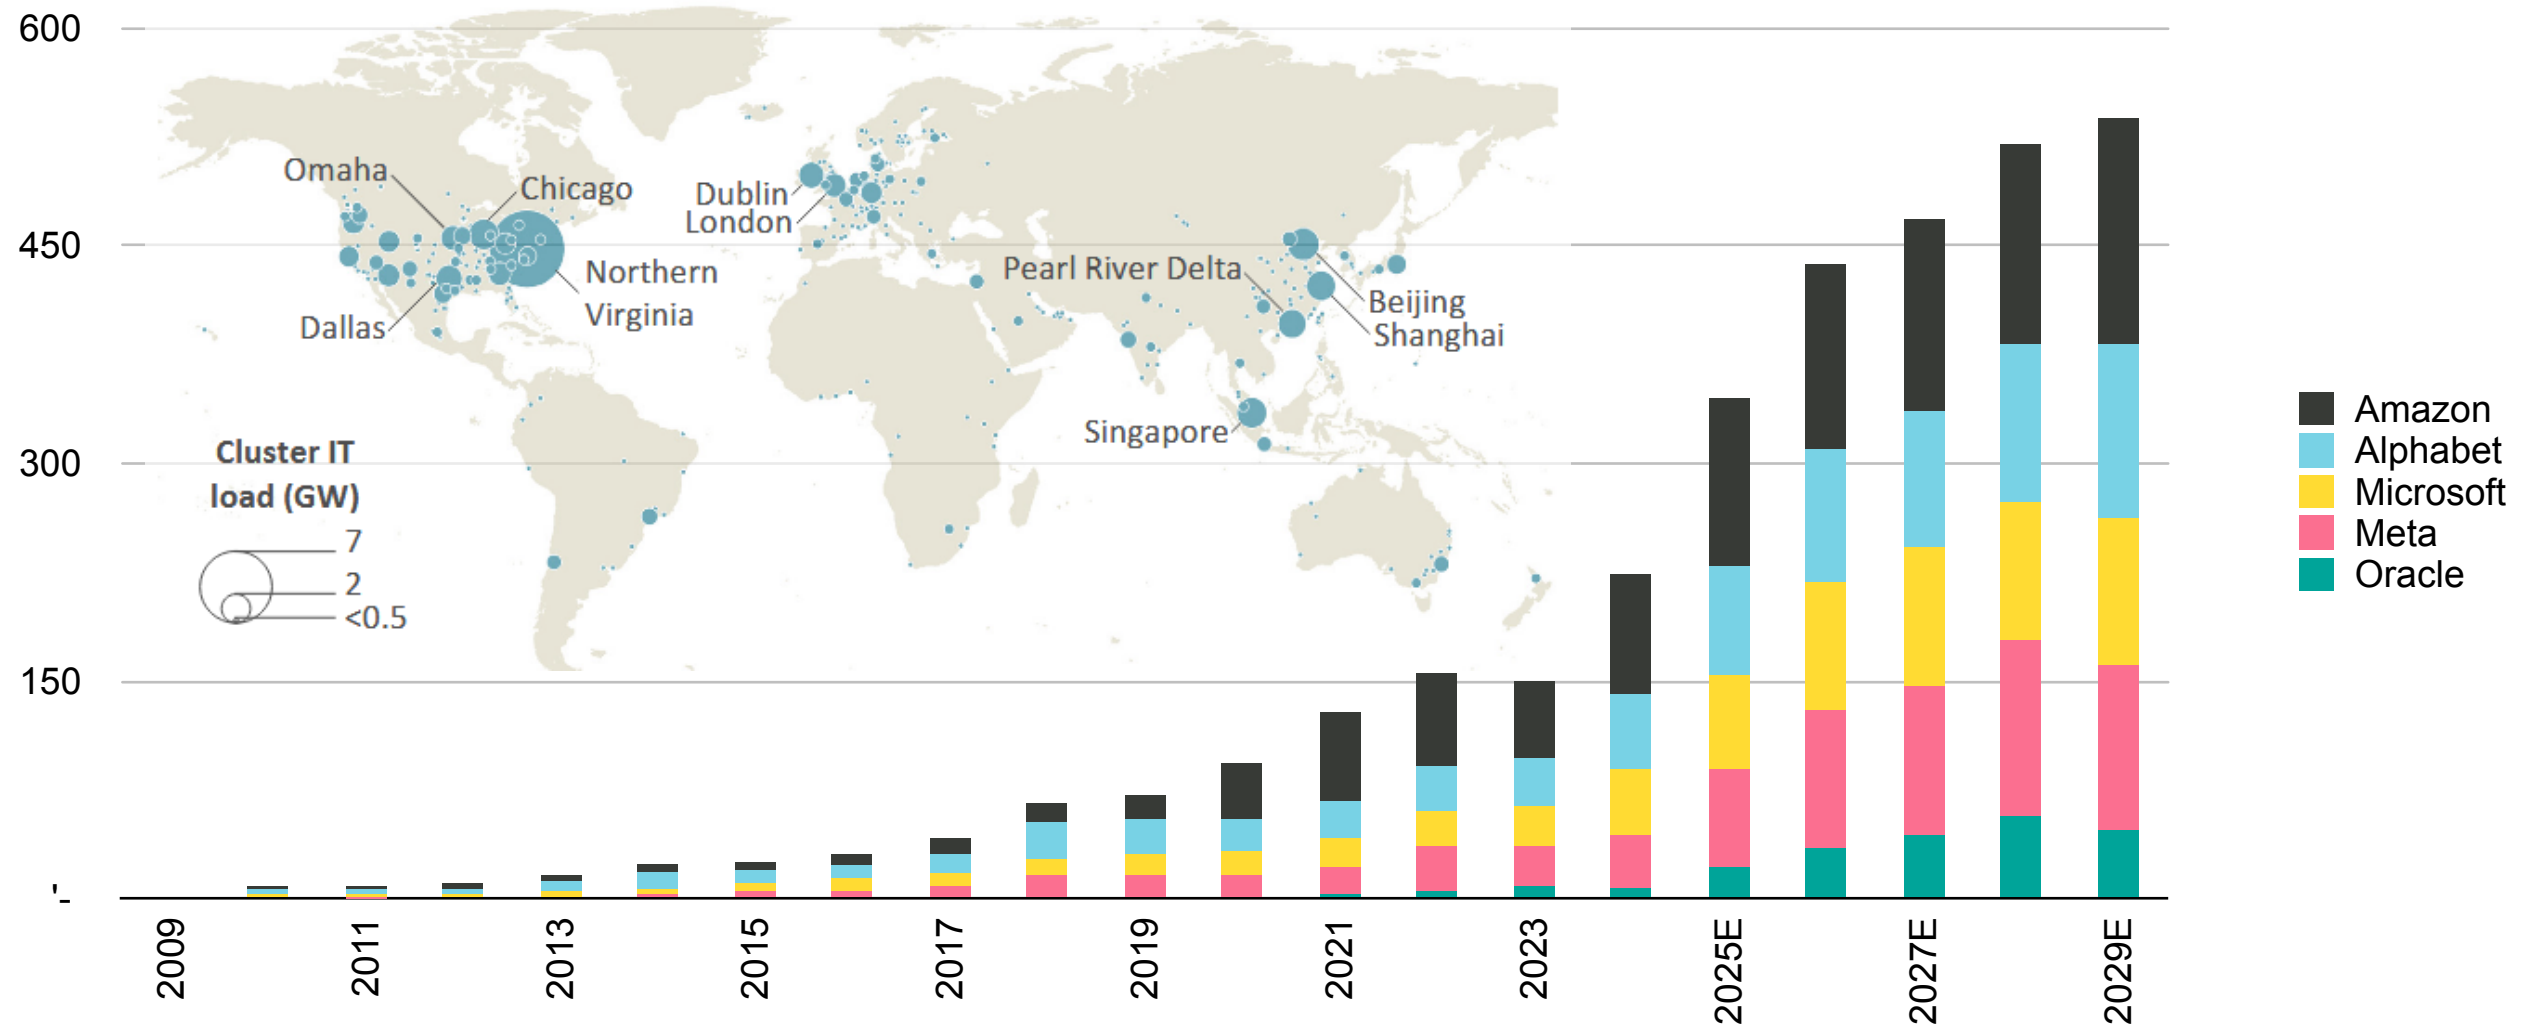 600
450
300
150
'-
Omaha
Chicago
Dublin
London
Northern
Virginia
Dallas
Pearl River Delta
Beijing
Shanghai
Singapore
Cluster IT
load (GW)
7
2
<0.5
Amazon
Alphabet
Microsoft
Meta
Oracle
2009
2011
2013
2015
2017
2019
2021
2023
2025E
2027E
2029E